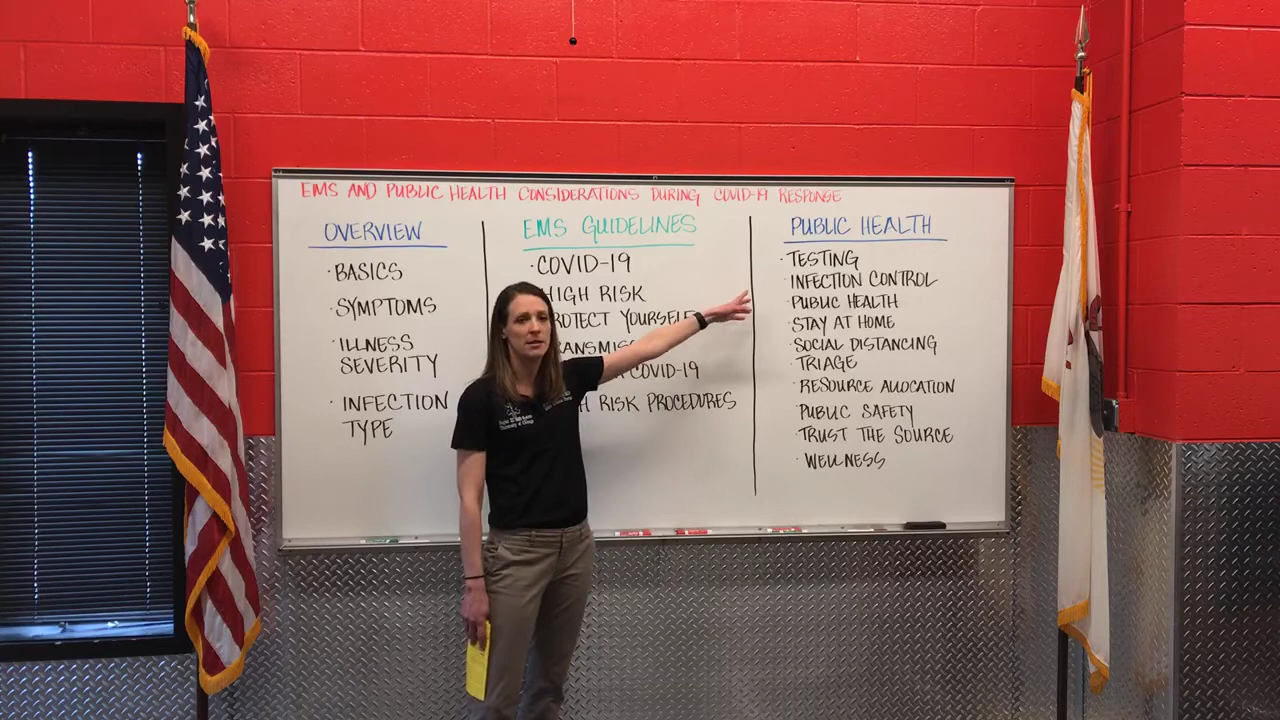 EMS AND PUBLIC HEALTH CONSIDERATIONS DURING COVID-19 RESPONSE
OVERVIEW
· BASICS
· SYMPTOMS
· ILLNESS
SEVERITY
· INFECTION
TYPE
EMS GUIDELINES
· COVID-19
HIGH RISK
PROTECT YOURSELF
COVID-19
RISK PROCEDURES
PUBLIC HEALTH
· TESTING
· INFECTION CONTROL
· PUBLIC HEALTH
· STAY AT HOME
· SOCIAL DISTANCING
· TRIAGE
· RESOURCE ALLOCATION
· PUBLIC SAFETY
· TRUST THE SOURCE
· WELLNESS